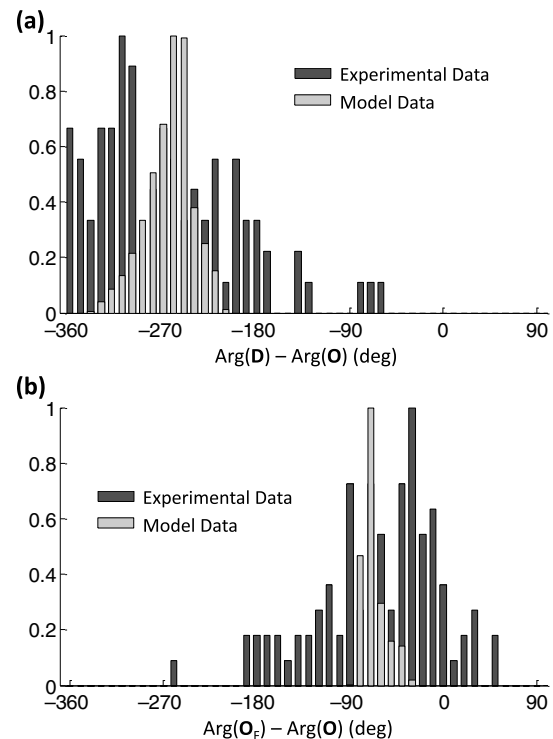 (a)
1
0.8
0.6
0.4
0.2
0
Experimental Data
Model Data
−360 −270 −180 −90 0 90
Arg(D) − Arg(O) (deg)
(b)
1
0.8
0.6
0.4
0.2
0
Experimental Data
Model Data
−360 −270 −180 −90 0 90
Arg(O_F) − Arg(O) (deg)